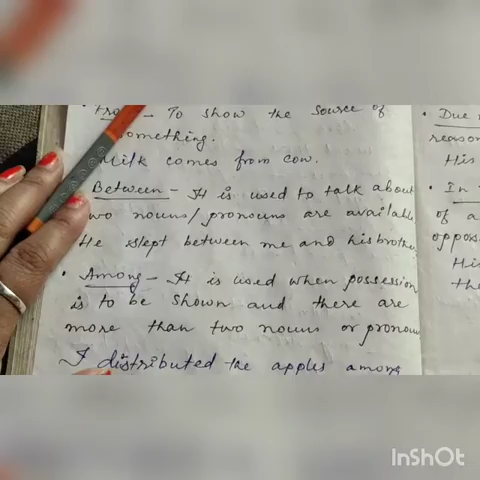 From - To show the source of
something.
Milk comes from cow.
Between - It is used to talk about
two nouns/pronouns are available
He slept between me and his brother
• Among - It is used when possession
is to be shown and there are
more than two nouns or pronoun
I distributed the apples among
• Due
reason
His
• In
of a
oppos
His
the
InShOt